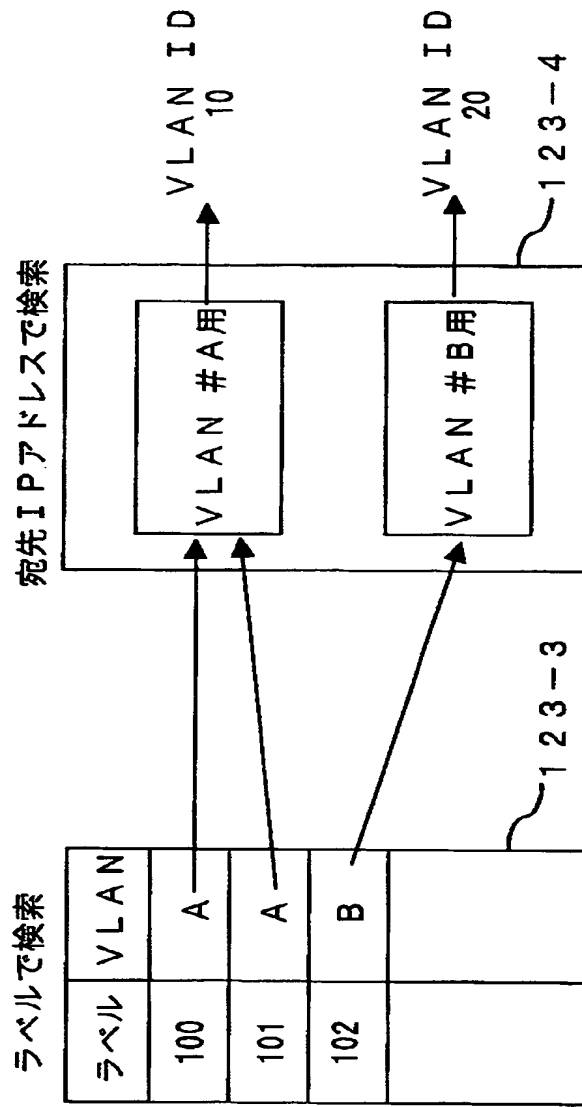 ラベルで検索
ラベル VLAN
100 A
101 A
102 B
123-3
宛先IPアドレスで検索
VLAN #A用
VLAN #B用
123-4
VLAN ID
10
VLAN ID
20